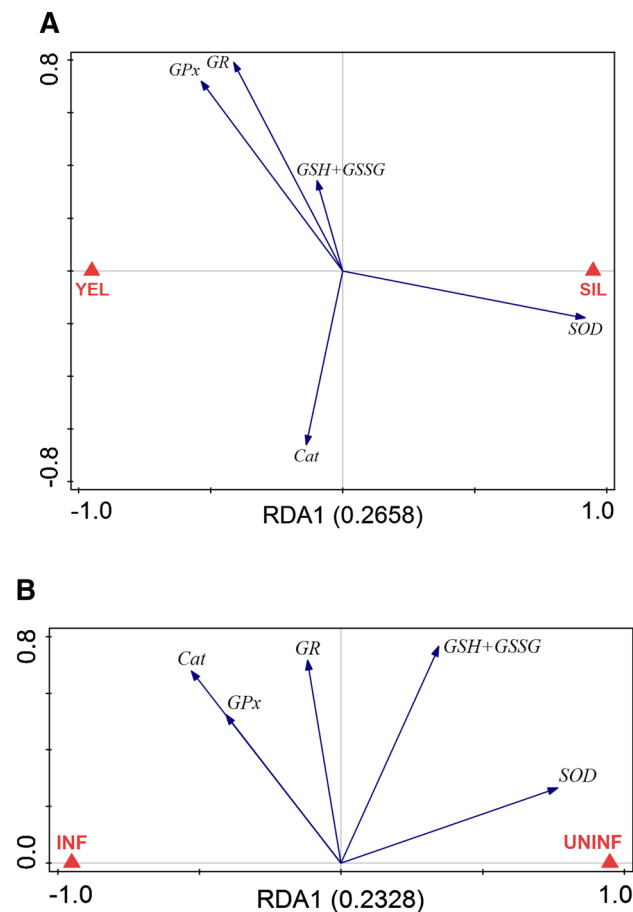 A
0.8
GPx
GR
GSH+GSSG
YEL
SIL
SOD
Cat
-0.8
-1.0
RDA1 (0.2658)
1.0
B
0.8
Cat
GR
GSH+GSSG
GPx
SOD
INF
UNINF
0.0
-1.0
RDA1 (0.2328)
1.0